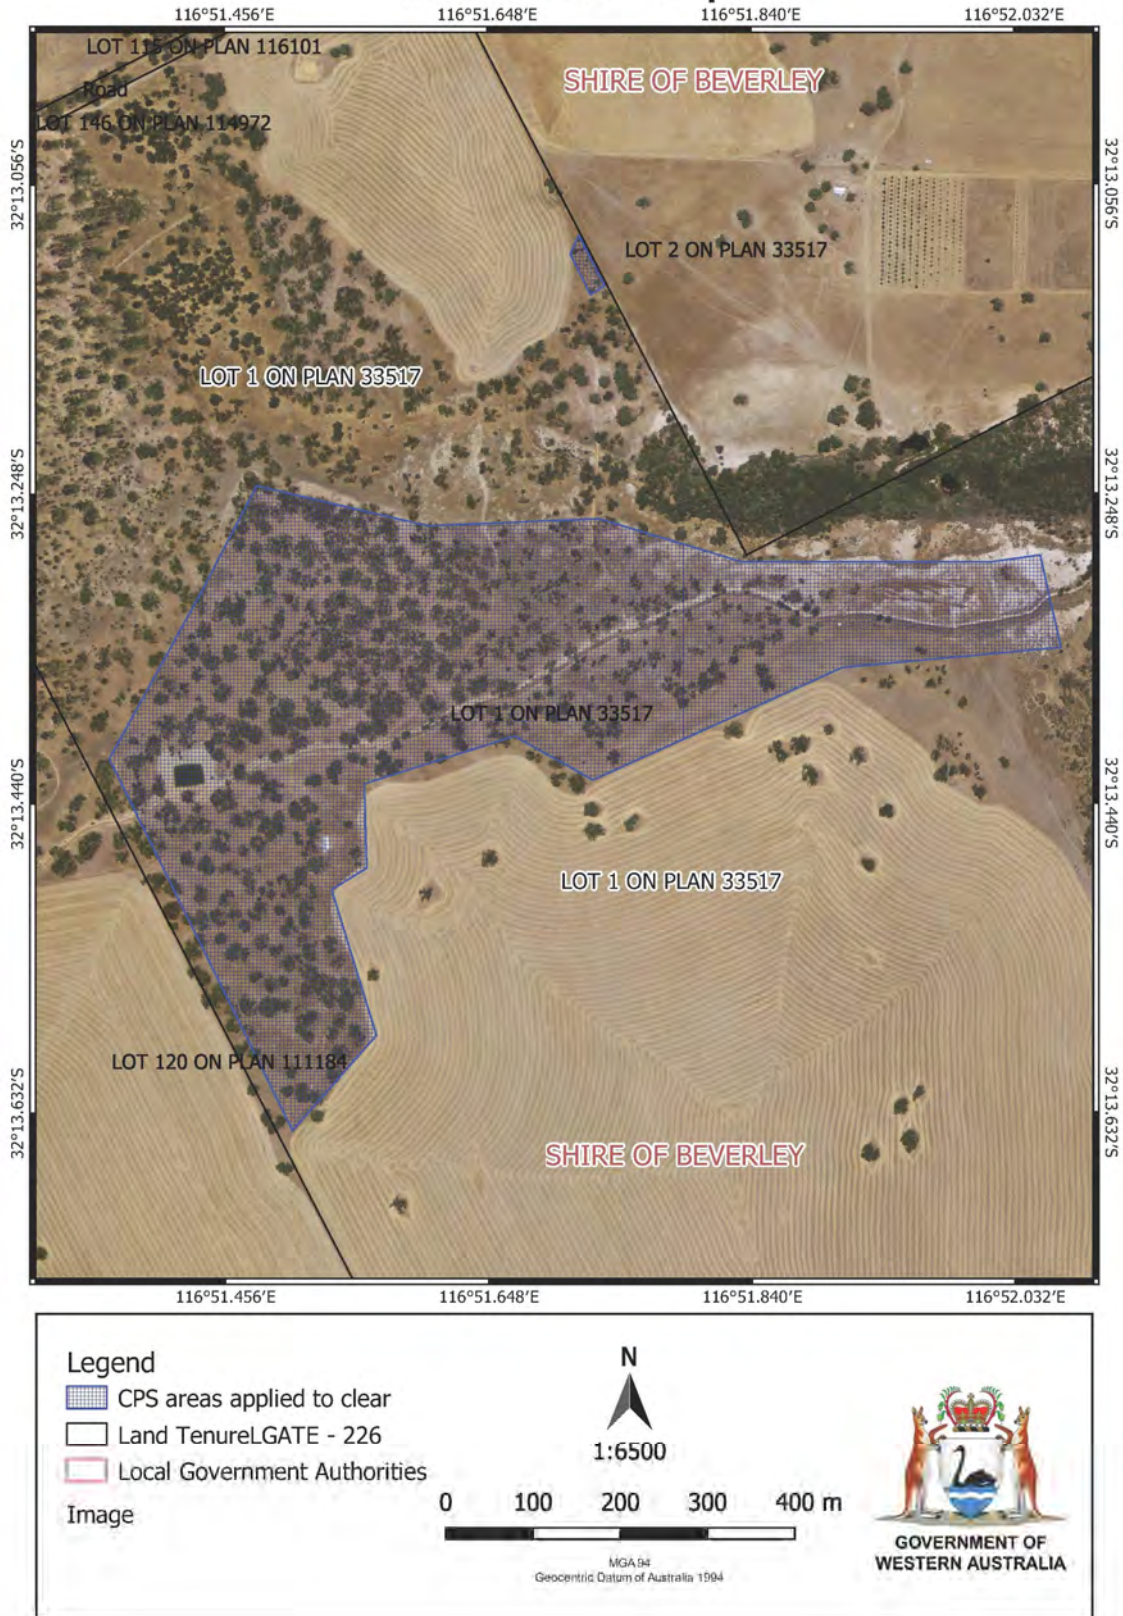 116°51.456′E 116°51.648′E 116°51.840′E 116°52.032′E
LOT 115 ON PLAN 116101
Road
LOT 146 ON PLAN 114972
SHIRE OF BEVERLEY
32°13.056′S
32°13.056′S
LOT 2 ON PLAN 33517
LOT 1 ON PLAN 33517
32°13.248′S
32°13.248′S
LOT 1 ON PLAN 33517
32°13.440′S
32°13.440′S
LOT 1 ON PLAN 33517
LOT 120 ON PLAN 111184
32°13.632′S
32°13.632′S
SHIRE OF BEVERLEY
116°51.456′E 116°51.648′E 116°51.840′E 116°52.032′E
Legend
CPS areas applied to clear
Land TenureLGATE - 226
Local Government Authorities
Image
N
1:6500
0 100 200 300 400 m
MGA 94
Geocentric Datum of Australia 1994
GOVERNMENT OF
WESTERN AUSTRALIA